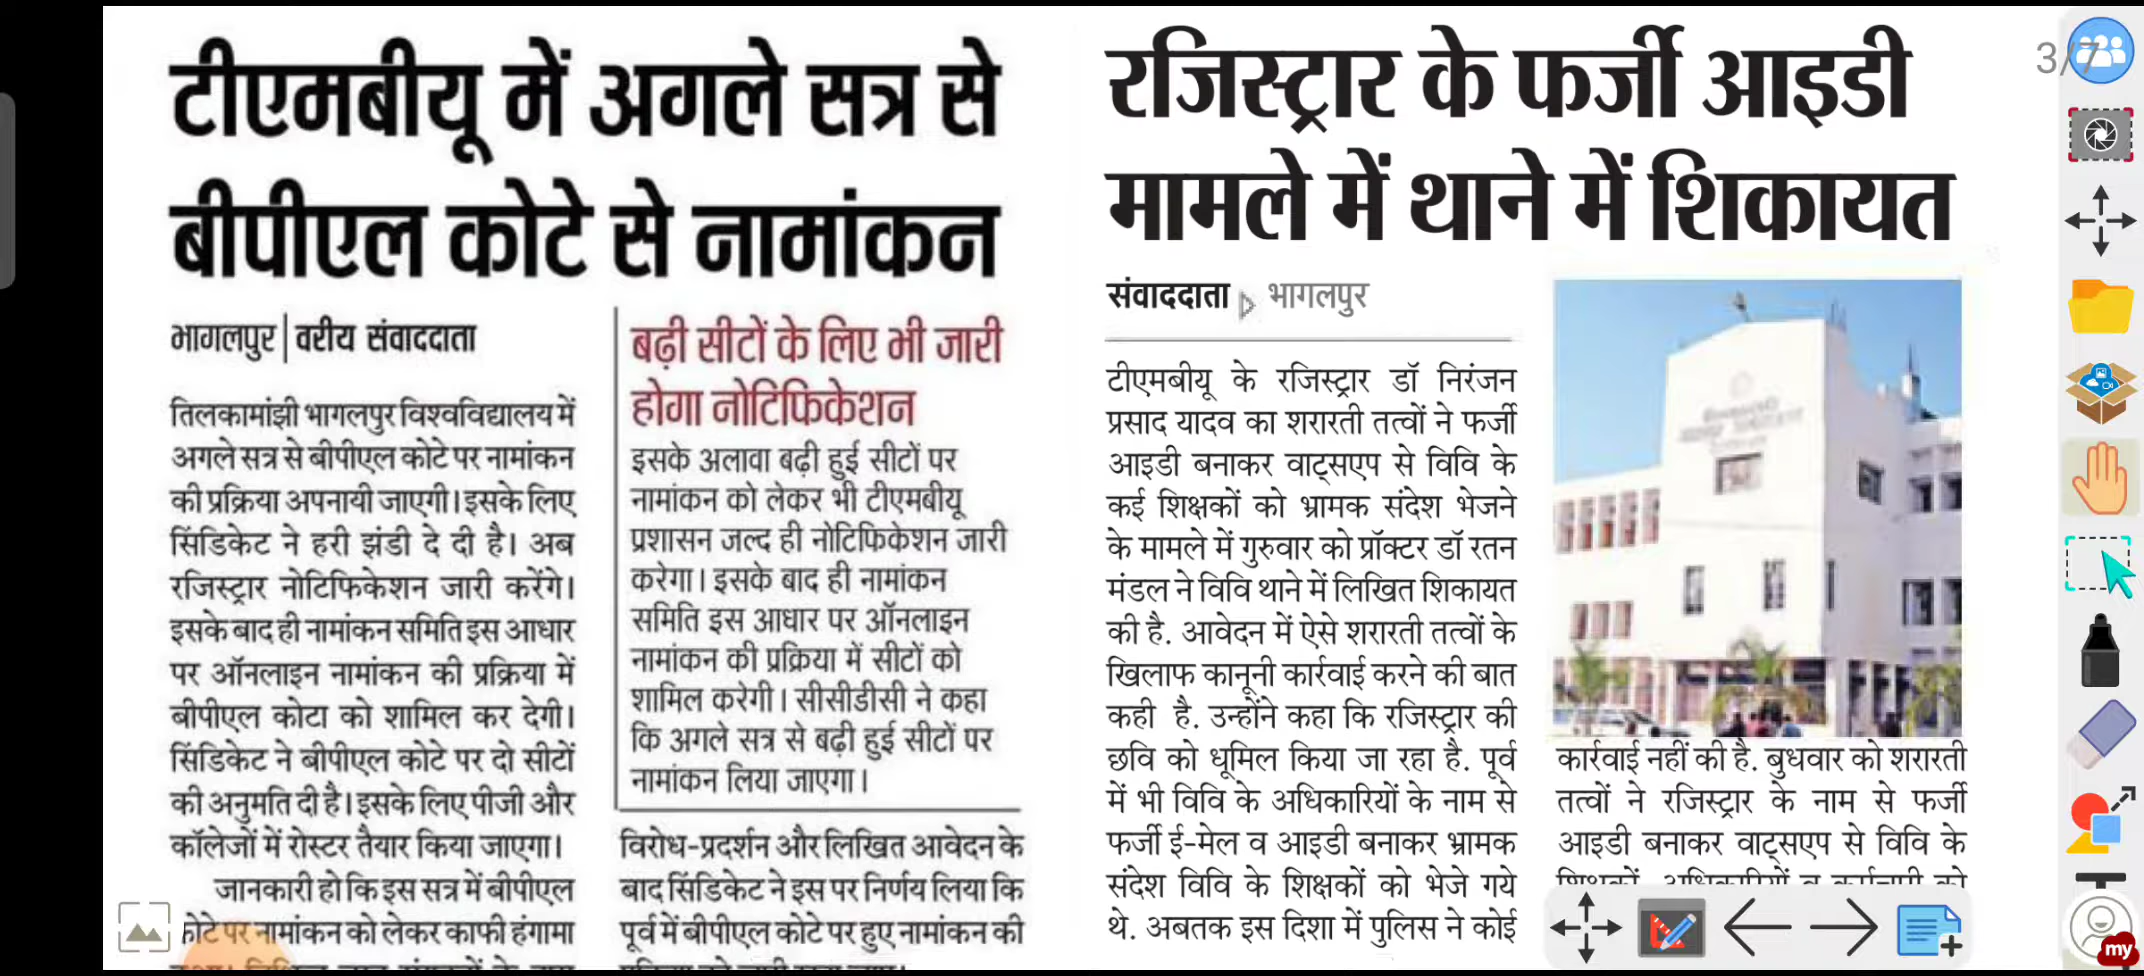 टीएमबीयू में अगले सत्र से
बीपीएल कोटे से नामांकन
भागलपुर | वरीय संवाददाता
तिलकामांझी भागलपुर विश्वविद्यालय में
अगले सत्र से बीपीएल कोटे पर नामांकन
की प्रक्रिया अपनायी जाएगी। इसके लिए
सिंडिकेट ने हरी झंडी दे दी है। अब
रजिस्ट्रार नोटिफिकेशन जारी करेंगे।
इसके बाद ही नामांकन समिति इस आधार
पर ऑनलाइन नामांकन की प्रक्रिया में
बीपीएल कोटा को शामिल कर देगी।
सिंडिकेट ने बीपीएल कोटे पर दो सीटों
की अनुमति दी है। इसके लिए पीजी और
कॉलेजों में रोस्टर तैयार किया जाएगा।
जानकारी हो कि इस सत्र में बीपीएल
कोटे पर नामांकन को लेकर काफी हंगामा
बढ़ी सीटों के लिए भी जारी
होगा नोटिफिकेशन
इसके अलावा बढ़ी हुई सीटों पर
नामांकन को लेकर भी टीएमबीयू
प्रशासन जल्द ही नोटिफिकेशन जारी
करेगा। इसके बाद ही नामांकन
समिति इस आधार पर ऑनलाइन
नामांकन की प्रक्रिया में सीटों को
शामिल करेगी। सीसीडीसी ने कहा
कि अगले सत्र से बढ़ी हुई सीटों पर
नामांकन लिया जाएगा।
विरोध-प्रदर्शन और लिखित आवेदन के
बाद सिंडिकेट ने इस पर निर्णय लिया कि
पूर्व में बीपीएल कोटे पर हुए नामांकन की
रजिस्ट्रार के फर्जी आइडी
मामले में थाने में शिकायत
संवाददाता ▷ भागलपुर
टीएमबीयू के रजिस्ट्रार डॉ निरंजन
प्रसाद यादव का शरारती तत्वों ने फर्जी
आइडी बनाकर वाट्सएप से विवि के
कई शिक्षकों को भ्रामक संदेश भेजने
के मामले में गुरुवार को प्रॉक्टर डॉ रतन
मंडल ने विवि थाने में लिखित शिकायत
की है. आवेदन में ऐसे शरारती तत्वों के
खिलाफ कानूनी कार्रवाई करने की बात
कही है. उन्होंने कहा कि रजिस्ट्रार की
छवि को धूमिल किया जा रहा है. पूर्व
में भी विवि के अधिकारियों के नाम से
फर्जी ई-मेल व आइडी बनाकर भ्रामक
संदेश विवि के शिक्षकों को भेजे गये
थे. अबतक इस दिशा में पुलिस ने कोई
कार्रवाई नहीं की है. बुधवार को शरारती
तत्वों ने रजिस्ट्रार के नाम से फर्जी
आइडी बनाकर वाट्सएप से विवि के
शिक्षकों, अधिकारियों व कर्मचारी को
3/7
my